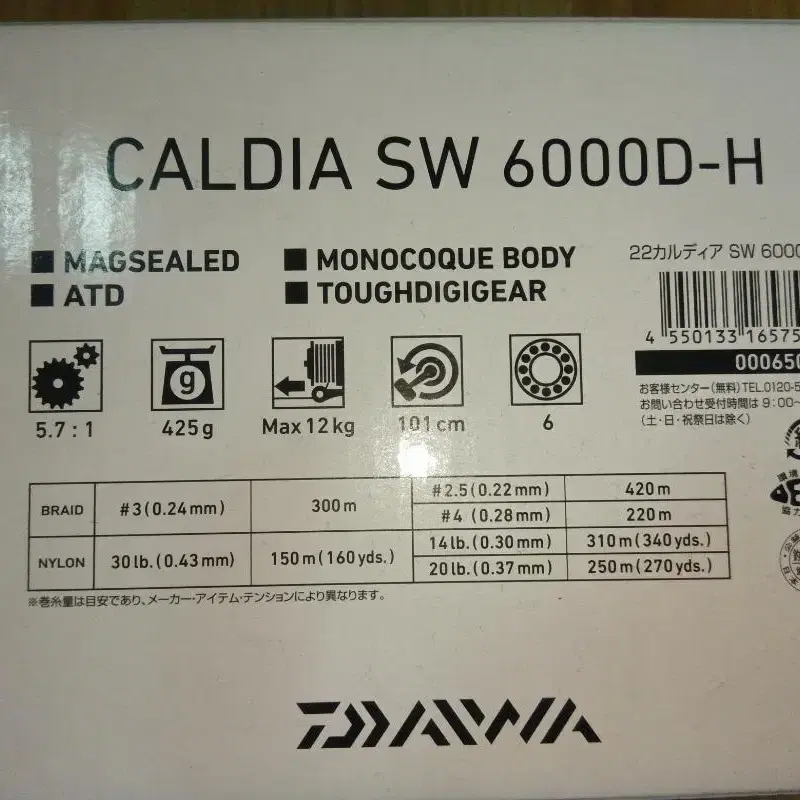 CALDIA SW 6000D-H
■ MAGSEALED ■ MONOCOQUE BODY
■ ATD ■ TOUGHDIGIGEAR
22カルディア SW 6000
4 550133 16575
000650
お客様センター(無料)TEL.0120-5
お問い合わせ受付時間は 9:00~
(土・日・祝祭日は除く)
g
5.7 : 1 425g Max 12kg 101cm 6
BRAID #3(0.24mm) 300m #2.5(0.22mm) 420m
#4 (0.28mm) 220m
NYLON 30lb.(0.43mm) 150m(160yds.) 14lb.(0.30mm) 310m(340yds.)
20lb.(0.37mm) 250m(270yds.)
※巻糸量は目安であり、メーカー・アイテム・テンションにより異なります。
環境
協力
DAIWA